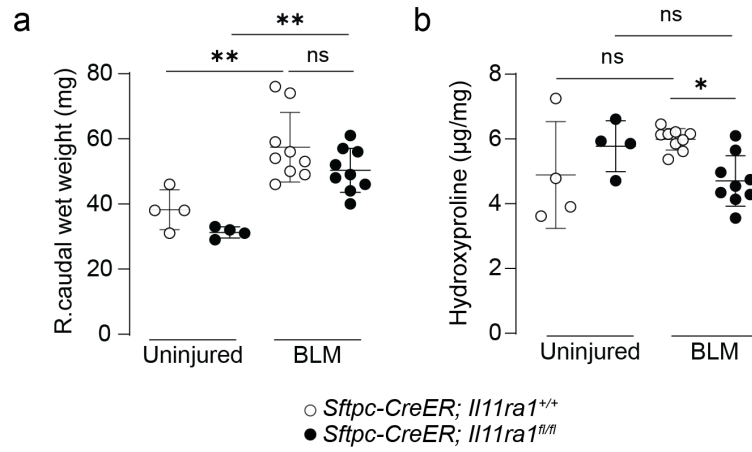 a
**
**
ns
R.caudal wet weight (mg)
80
60
40
20
0
Uninjured
BLM
b
ns
ns
*
Hydroxyproline (µg/mg)
8
6
4
2
0
Uninjured
BLM
Sftpc-CreER; Il11ra1+/+
Sftpc-CreER; Il11ra1fl/fl